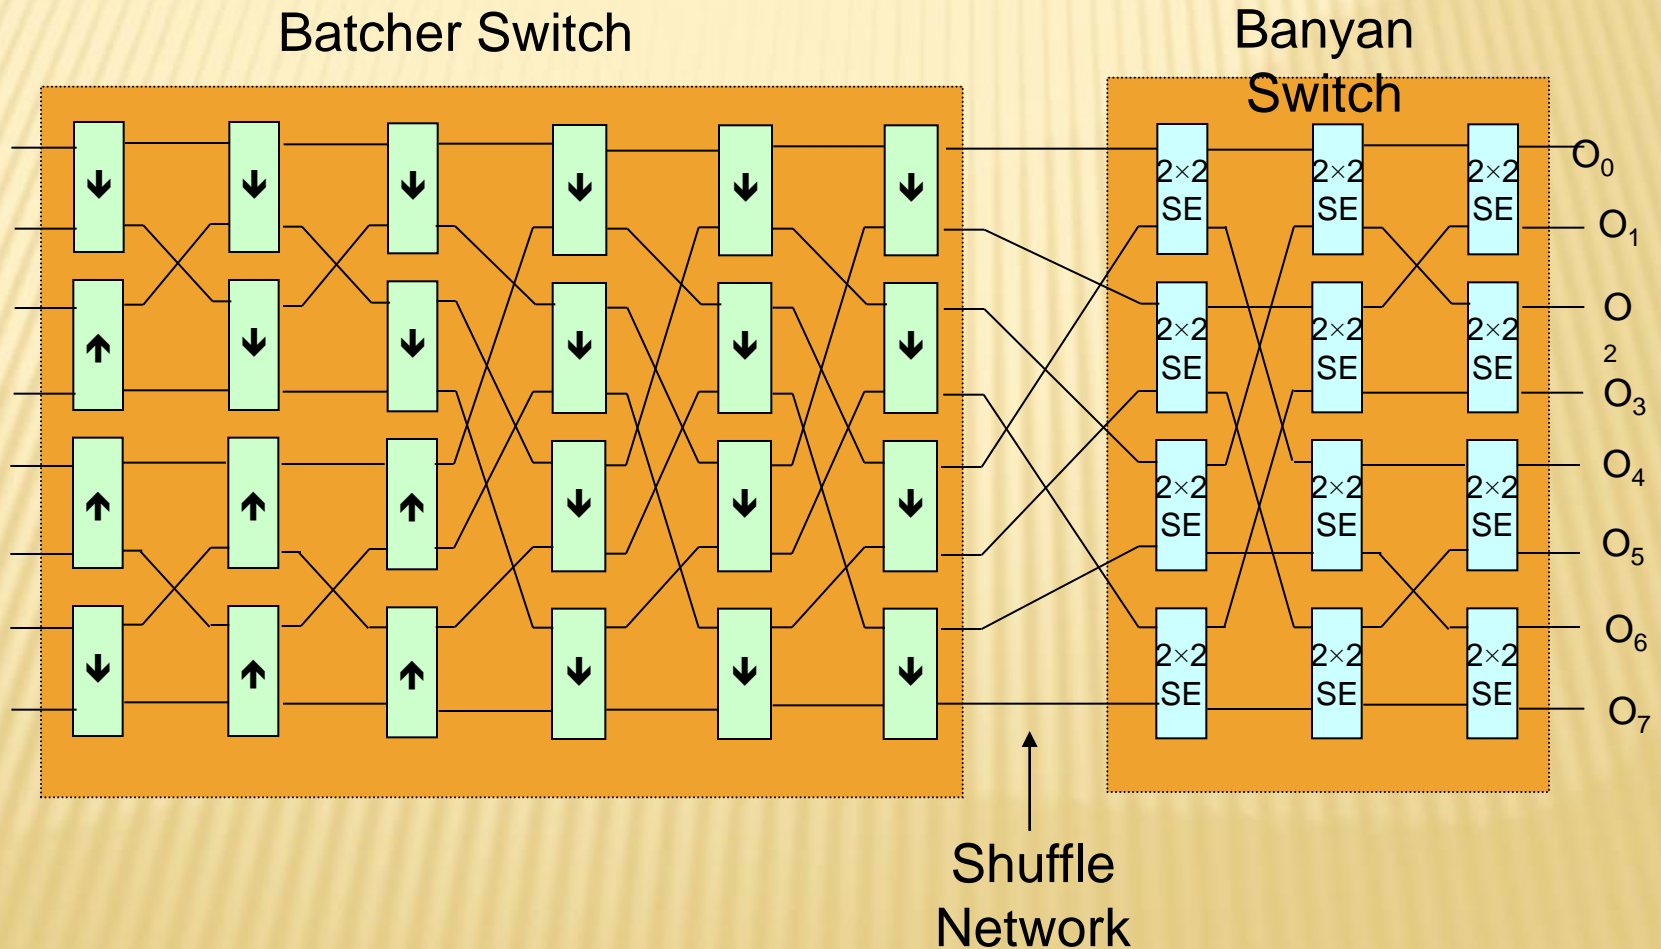 Batcher Switch
Banyan
Switch
↓ ↓ ↓ ↓ ↓ ↓
2×2 2×2 2×2
SE SE SE
O0
O1
↑ ↓ ↓ ↓ ↓ ↓
2×2 2×2 2×2
SE SE SE
O
2
O3
↑ ↑ ↑ ↓ ↓ ↓
2×2 2×2 2×2
SE SE SE
O4
O5
↓ ↑ ↑ ↓ ↓ ↓
2×2 2×2 2×2
SE SE SE
O6
O7
Shuffle
Network